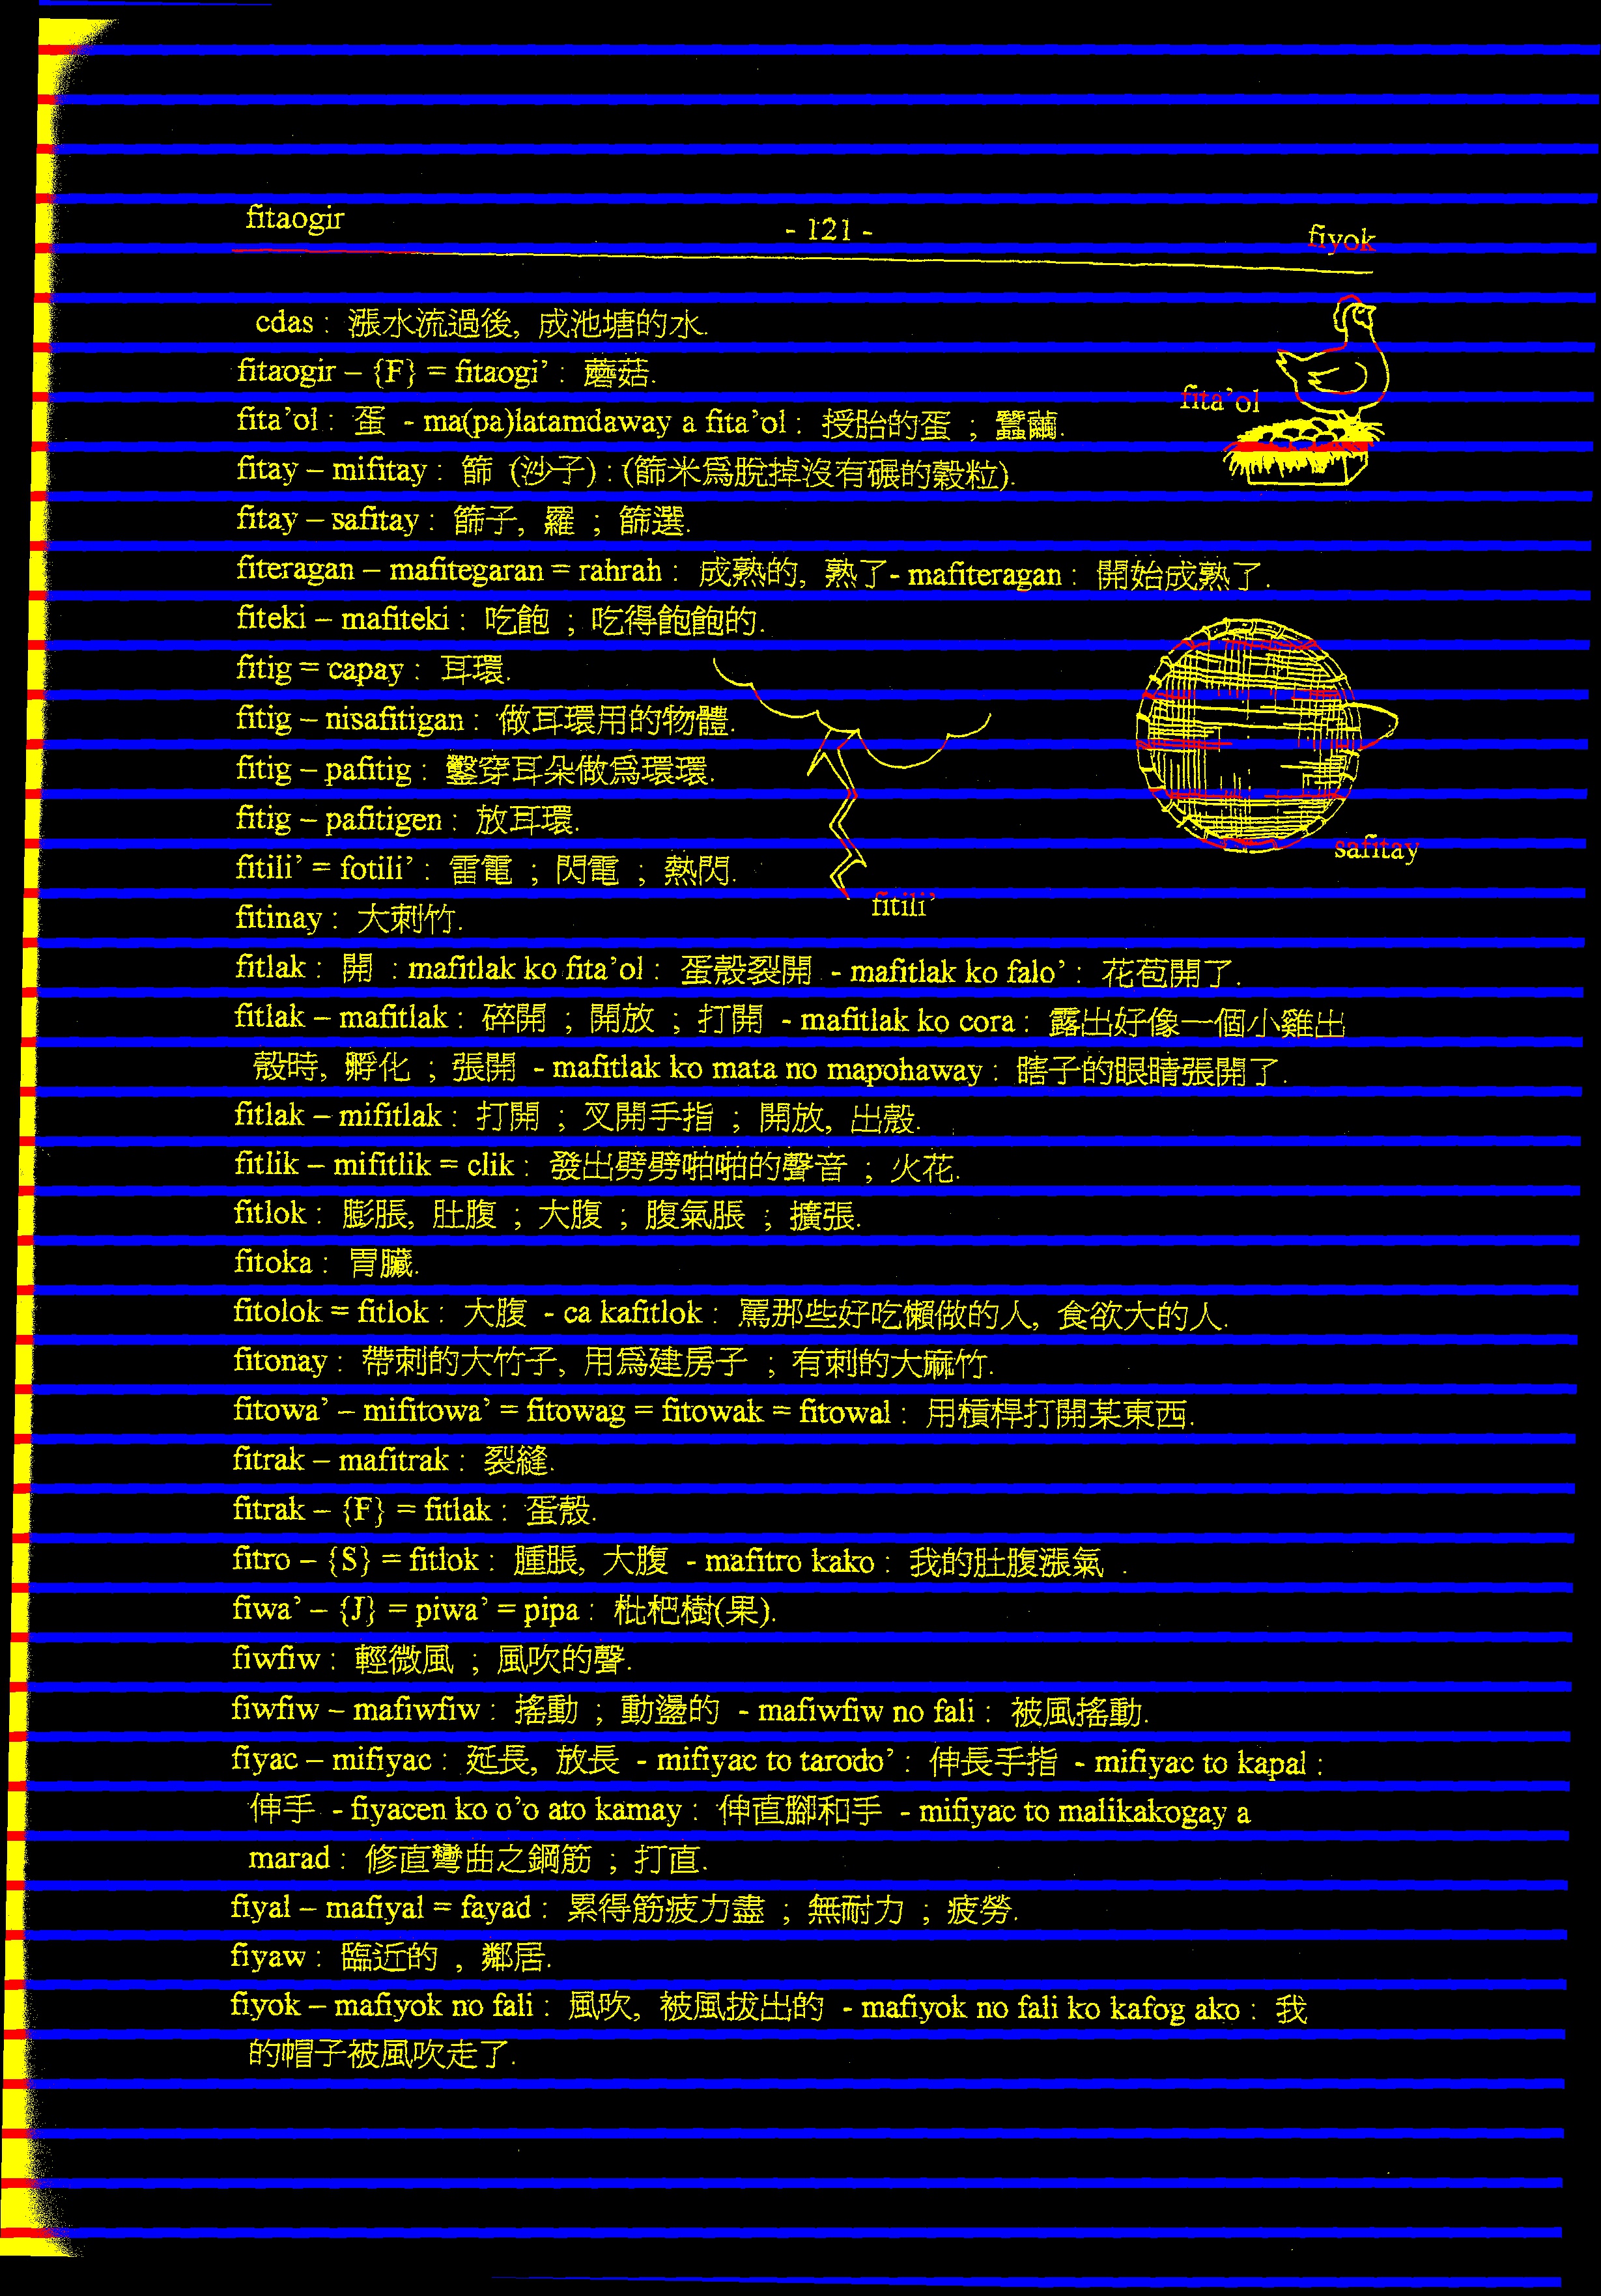 fitaogir - 121 - fiyok
cdas : 漲水流過後, 成池塘的水.
fitaogir – {F} = fitaogi’ : 蘑菇.
fita’ol : 蛋 - ma(pa)latamdaway a fita’ol : 授胎的蛋 ; 蠶繭.
fita’ol
fitay – mifitay : 篩 (沙子) : (篩米為脫掉沒有碾的穀粒).
fitay – safitay : 篩子, 羅 ; 篩選.
fiteragan – mafitegaran = rahrah : 成熟的, 熟了- mafiteragan : 開始成熟了.
fiteki – mafiteki : 吃飽 ; 吃得飽飽的.
fitig = capay : 耳環.
fitig – nisafitigan : 做耳環用的物體.
fitig – pafitig : 鑿穿耳朵做為環環.
fitig – pafitigen : 放耳環.
safitay
fitili’ = fotili’ : 雷電 ; 閃電 ; 熱閃.
fitili’
fitinay : 大刺竹.
fitlak : 開 : mafitlak ko fita’ol : 蛋殼裂開 - mafitlak ko falo’ : 花苞開了.
fitlak – mafitlak : 碎開 ; 開放 ; 打開 - mafitlak ko cora : 露出好像一個小雞出
殼時, 孵化 ; 張開 - mafitlak ko mata no mapohaway : 瞎子的眼睛張開了.
fitlak – mifitlak : 打開 ; 叉開手指 ; 開放, 出殼.
fitlik – mifitlik = clik : 發出劈劈啪啪的聲音 ; 火花.
fitlok : 膨脹, 肚腹 ; 大腹 ; 腹氣脹 ; 擴張.
fitoka : 胃臟.
fitolok = fitlok : 大腹 - ca kafitlok : 罵那些好吃懶做的人, 食欲大的人.
fitonay : 帶刺的大竹子, 用為建房子 ; 有刺的大麻竹.
fitowa’ – mifitowa’ = fitowag = fitowak = fitowal : 用槓桿打開某東西.
fitrak – mafitrak : 裂縫.
fitrak – {F} = fitlak : 蛋殼.
fitro – {S} = fitlok : 腫脹, 大腹 - mafitro kako : 我的肚腹漲氣 .
fiwa’ – {J} = piwa’ = pipa : 枇杷樹(果).
fiwfiw : 輕微風 ; 風吹的聲.
fiwfiw – mafiwfiw : 搖動 ; 動盪的 - mafiwfiw no fali : 被風搖動.
fiyac – mifiyac : 延長, 放長 - mifiyac to tarodo’ : 伸長手指 - mifiyac to kapal :
伸手 - fiyacen ko o’o ato kamay : 伸直腳和手 - mifiyac to malikakogay a
marad : 修直彎曲之鋼筋 ; 打直.
fiyal – mafiyal = fayad : 累得筋疲力盡 ; 無耐力 ; 疲勞.
fiyaw : 臨近的 , 鄰居.
fiyok – mafiyok no fali : 風吹, 被風拔出的 - mafiyok no fali ko kafog ako : 我
的帽子被風吹走了.